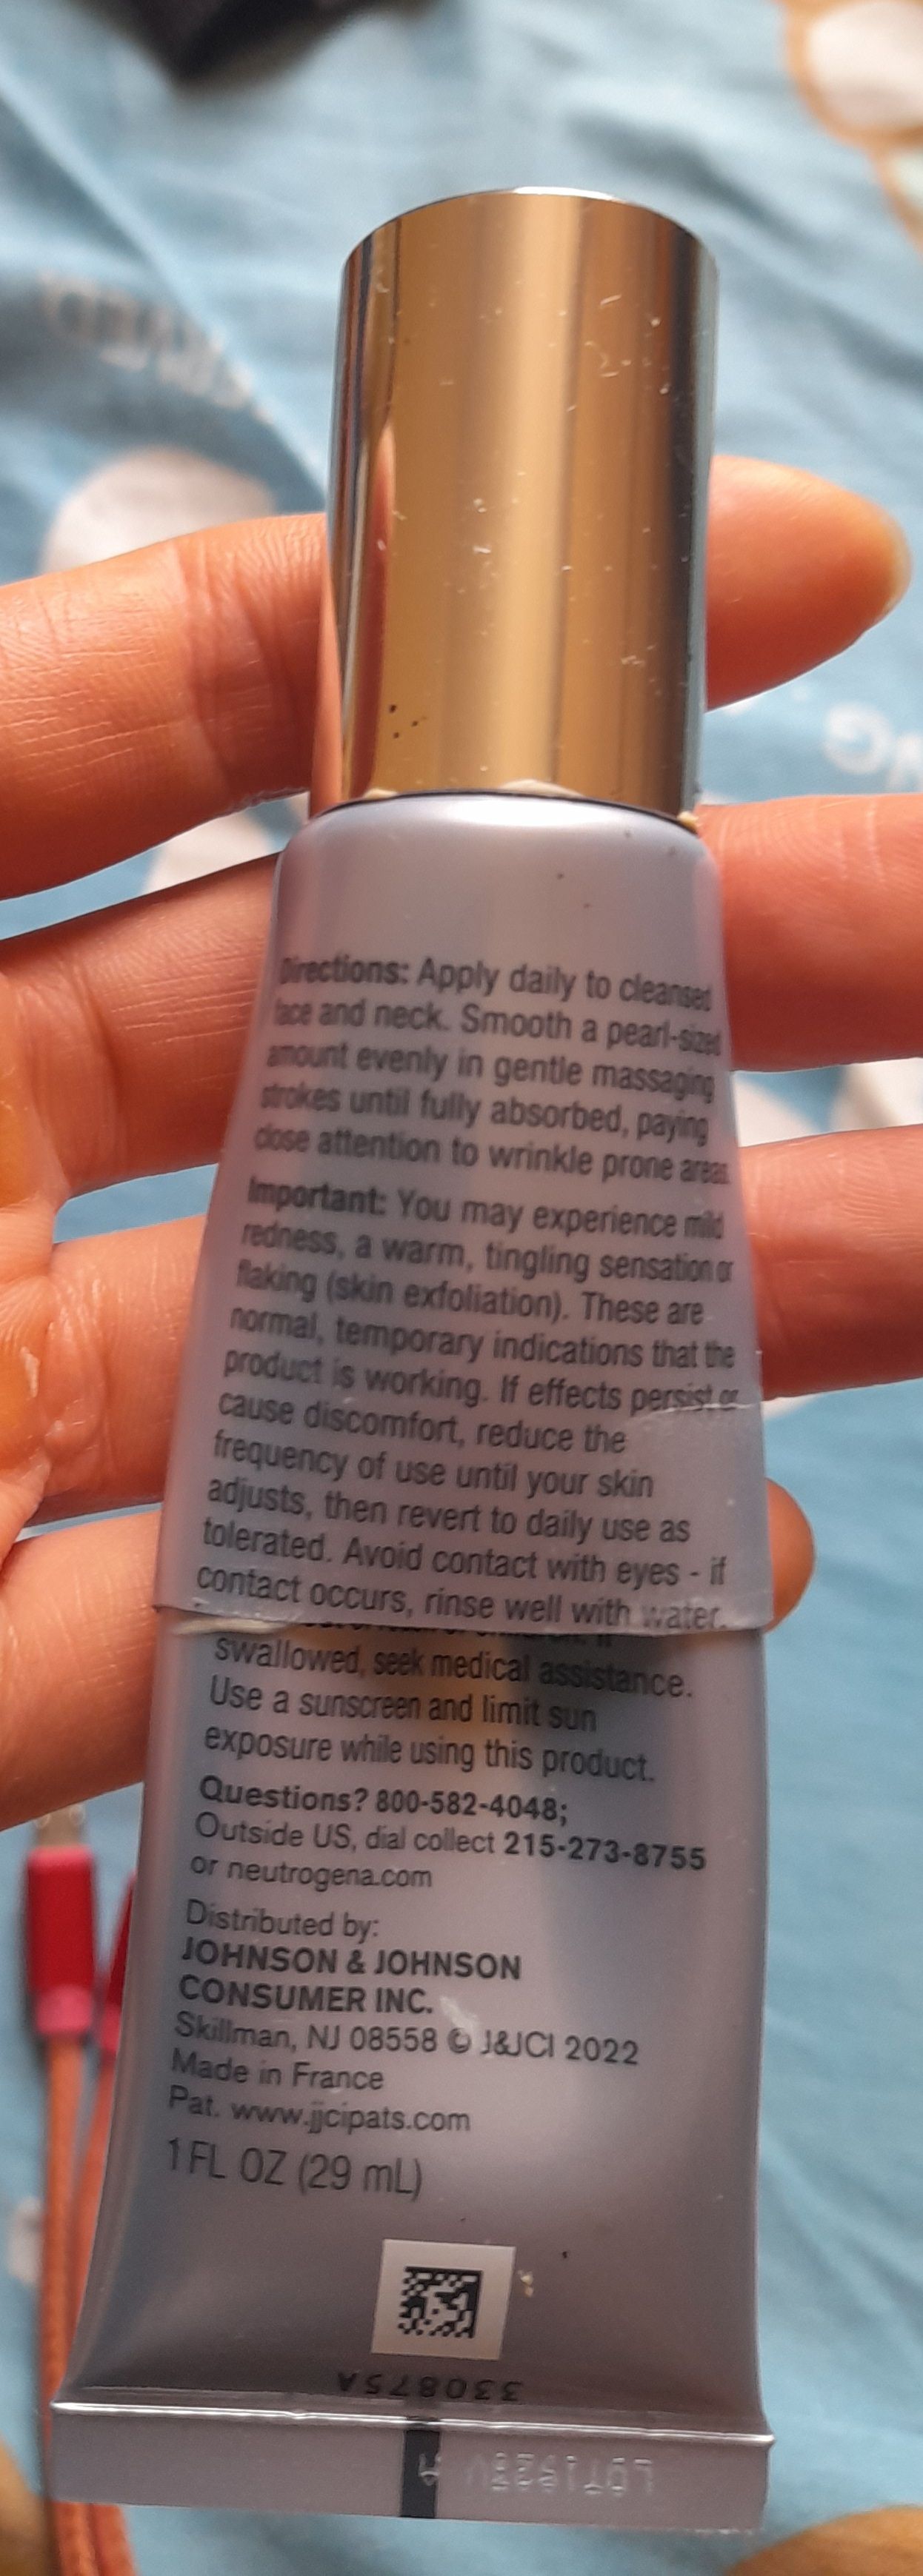 Directions: Apply daily to cleansed
face and neck. Smooth a pearl-sized
amount evenly in gentle massaging
strokes until fully absorbed, paying
close attention to wrinkle prone areas.
Important: You may experience mild
redness, a warm, tingling sensation or
flaking (skin exfoliation). These are
normal, temporary indications that the
product is working. If effects persist or
cause discomfort, reduce the
frequency of use until your skin
adjusts, then revert to daily use as
tolerated. Avoid contact with eyes - if
contact occurs, rinse well with water.
swallowed, seek medical assistance.
Use a sunscreen and limit sun
exposure while using this product.
Questions? 800-582-4048;
Outside US, dial collect 215-273-8755
or neutrogena.com
Distributed by:
JOHNSON & JOHNSON
CONSUMER INC.
Skillman, NJ 08558 © J&JCI 2022
Made in France
Pat. www.jjcipats.com
1 FL OZ (29 mL)
330875A